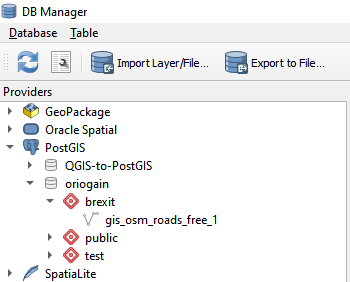 DB Manager
Database Table
Import Layer/File... Export to File...
Providers
GeoPackage
Oracle Spatial
PostGIS
QGIS-to-PostGIS
oriogain
brexit
gis_osm_roads_free_1
public
test
SpatiaLite